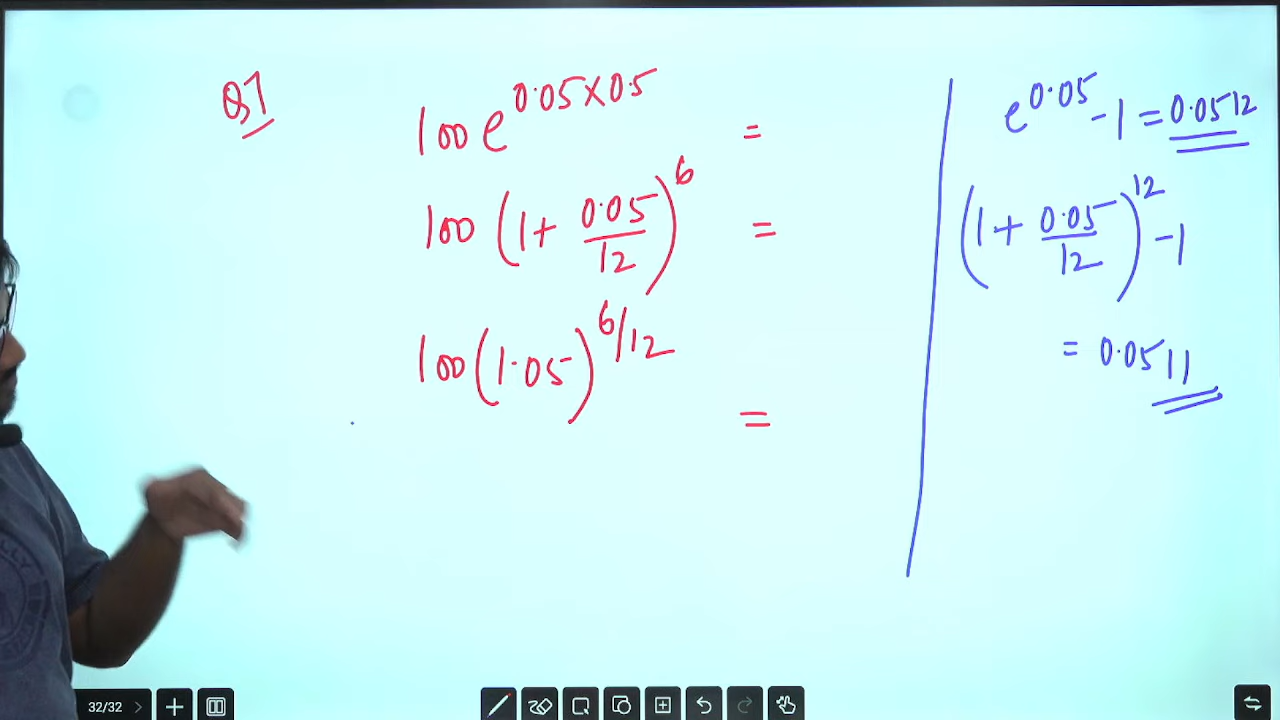 Q7
100 e^{0.05×0.5} =
100 (1 + 0.05/12)^6 =
100 (1.05)^{6/12} =
e^{0.05} - 1 = 0.0512
(1 + 0.05/12)^{12} - 1
= 0.0511
32/32